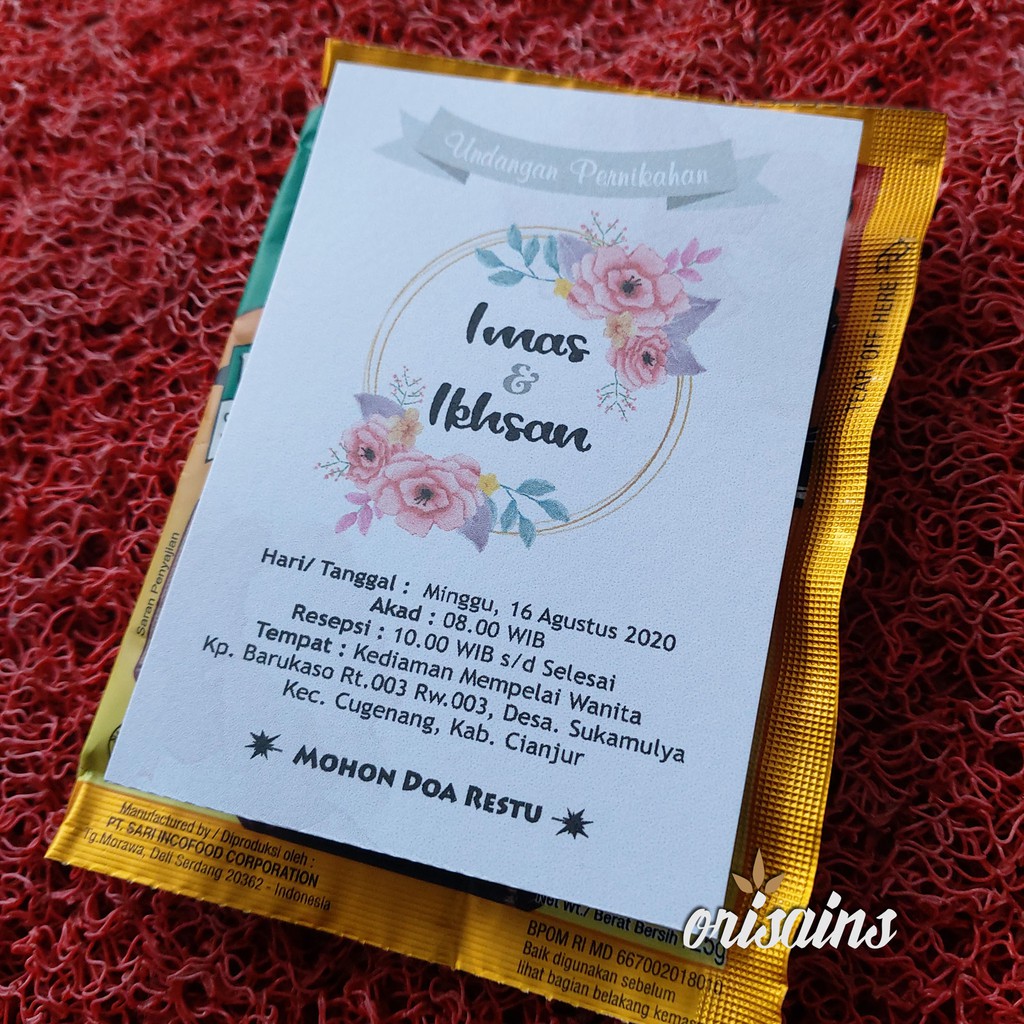 Undangan Pernikahan
Imas
&
Ikhsan
Hari/ Tanggal : Minggu, 16 Agustus 2020
Akad : 08.00 WIB
Resepsi : 10.00 WIB s/d Selesai
Tempat : Kediaman Mempelai Wanita
Kp. Barukaso Rt.003 Rw.003, Desa. Sukamulya
Kec. Cugenang, Kab. Cianjur
MOHON DOA RESTU
TEAR OFF HERE
Saran Penyajian
Manufactured by / Diproduksi oleh :
PT. SARI INCOFOOD CORPORATION
Tg.Morawa, Deli Serdang 20362 - Indonesia
Net Wt./ Berat Bersih
BPOM RI MD 667002018010
Baik digunakan sebelum
lihat bagian belakang
orisains